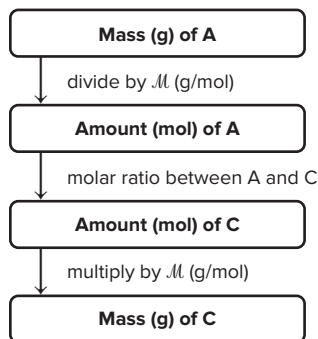 Mass (g) of A
divide by ℳ (g/mol)
Amount (mol) of A
molar ratio between A and C
Amount (mol) of C
multiply by ℳ (g/mol)
Mass (g) of C